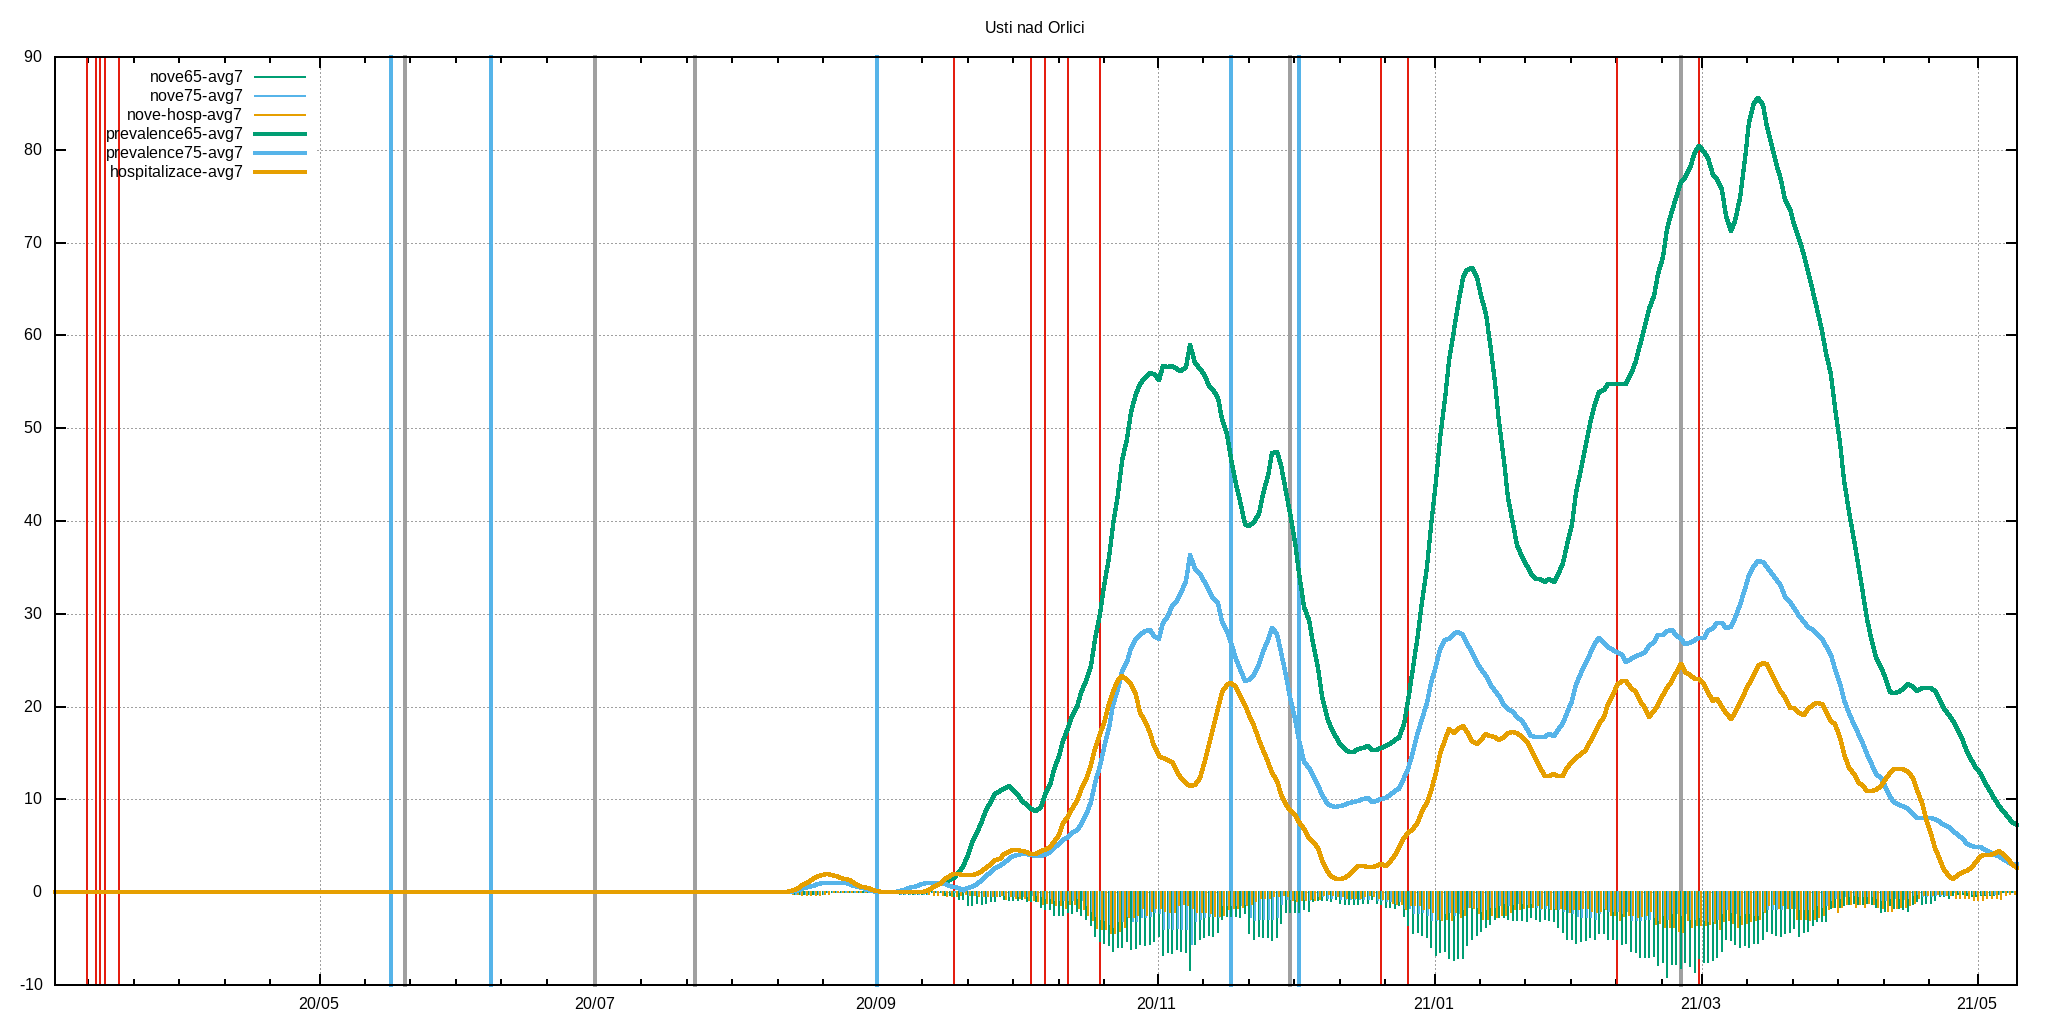 Usti nad Orlici
90
80
70
60
50
40
30
20
10
0
-10
nove65-avg7
nove75-avg7
nove-hosp-avg7
prevalence65-avg7
prevalence75-avg7
hospitalizace-avg7
20/05
20/07
20/09
20/11
21/01
21/03
21/05